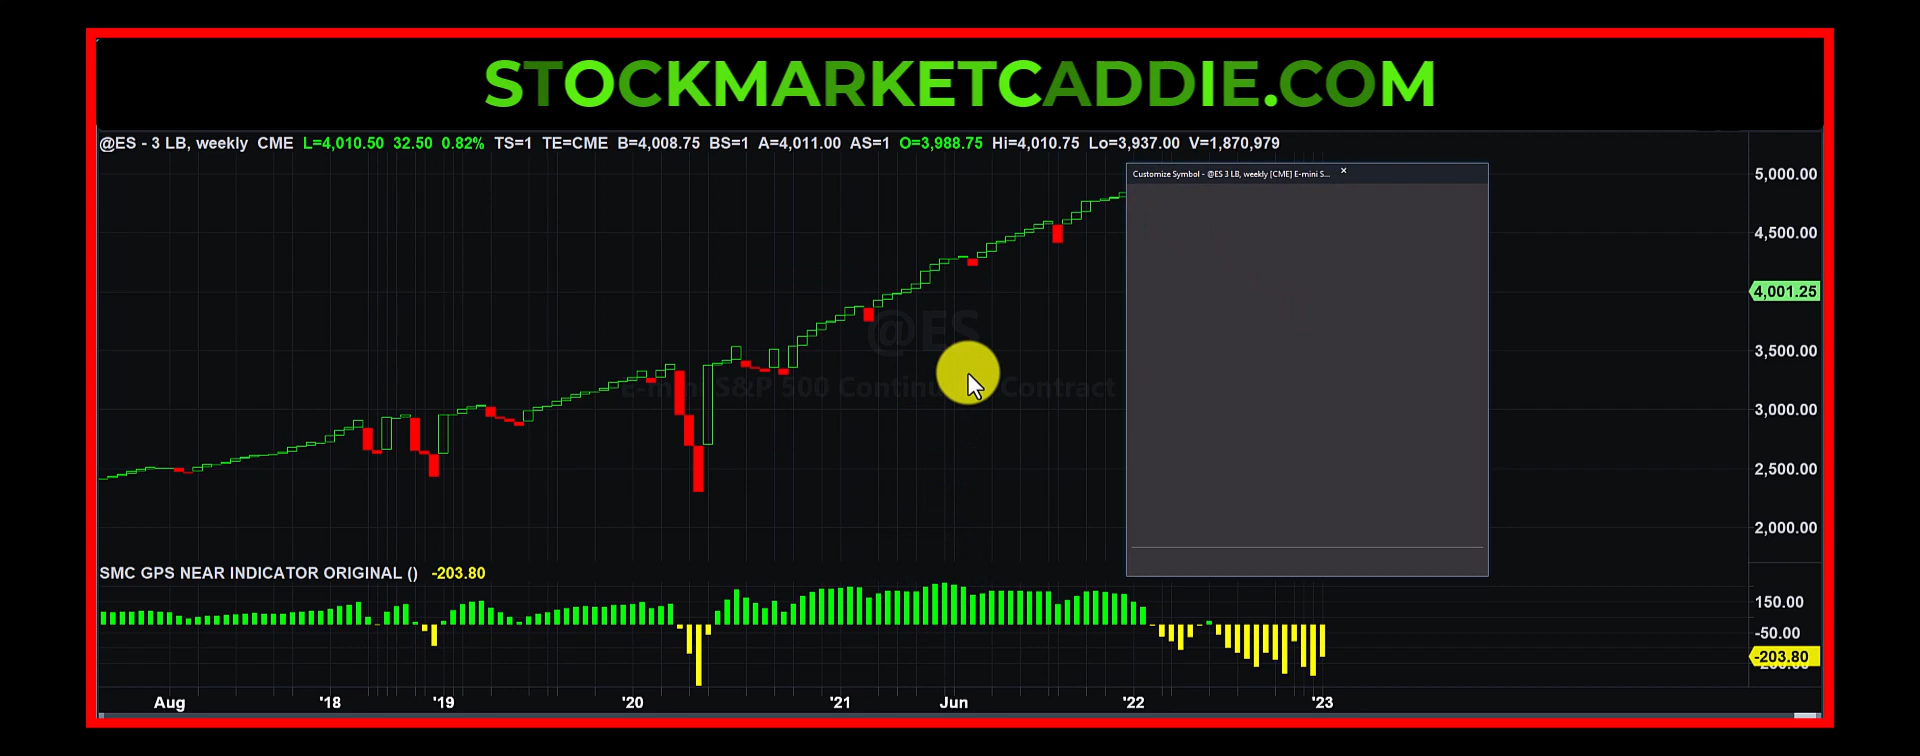 STOCKMARKETCADDIE.COM
@ES - 3 LB, weekly CME L=4,010.50 32.50 0.82% TS=1 TE=CME B=4,008.75 BS=1 A=4,011.00 AS=1 O=3,988.75 Hi=4,010.75 Lo=3,937.00 V=1,870,979
Customize Symbol - @ES 3 LB, weekly [CME] E-mini S...
5,000.00
4,500.00
4,001.25
@ES
3,500.00
E-mini S&P 500 Contract
3,000.00
2,500.00
2,000.00
SMC GPS NEAR INDICATOR ORIGINAL () -203.80
150.00
-50.00
-203.80
Aug '18 '19 '20 '21 Jun '22 '23